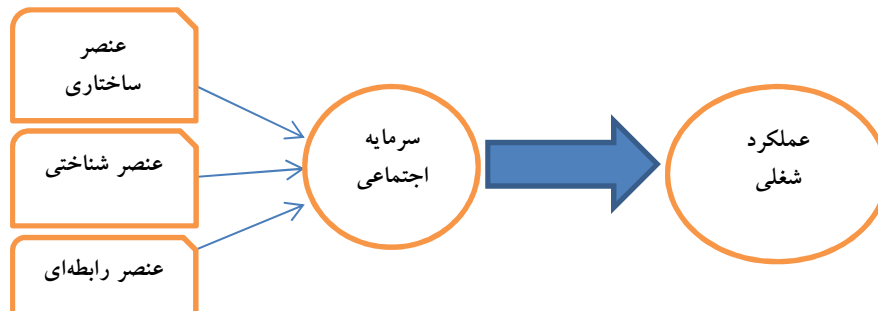 عنصر
ساختاری
عنصر شناختی
عنصر رابطه‌ای
سرمایه
اجتماعی
عملکرد
شغلی